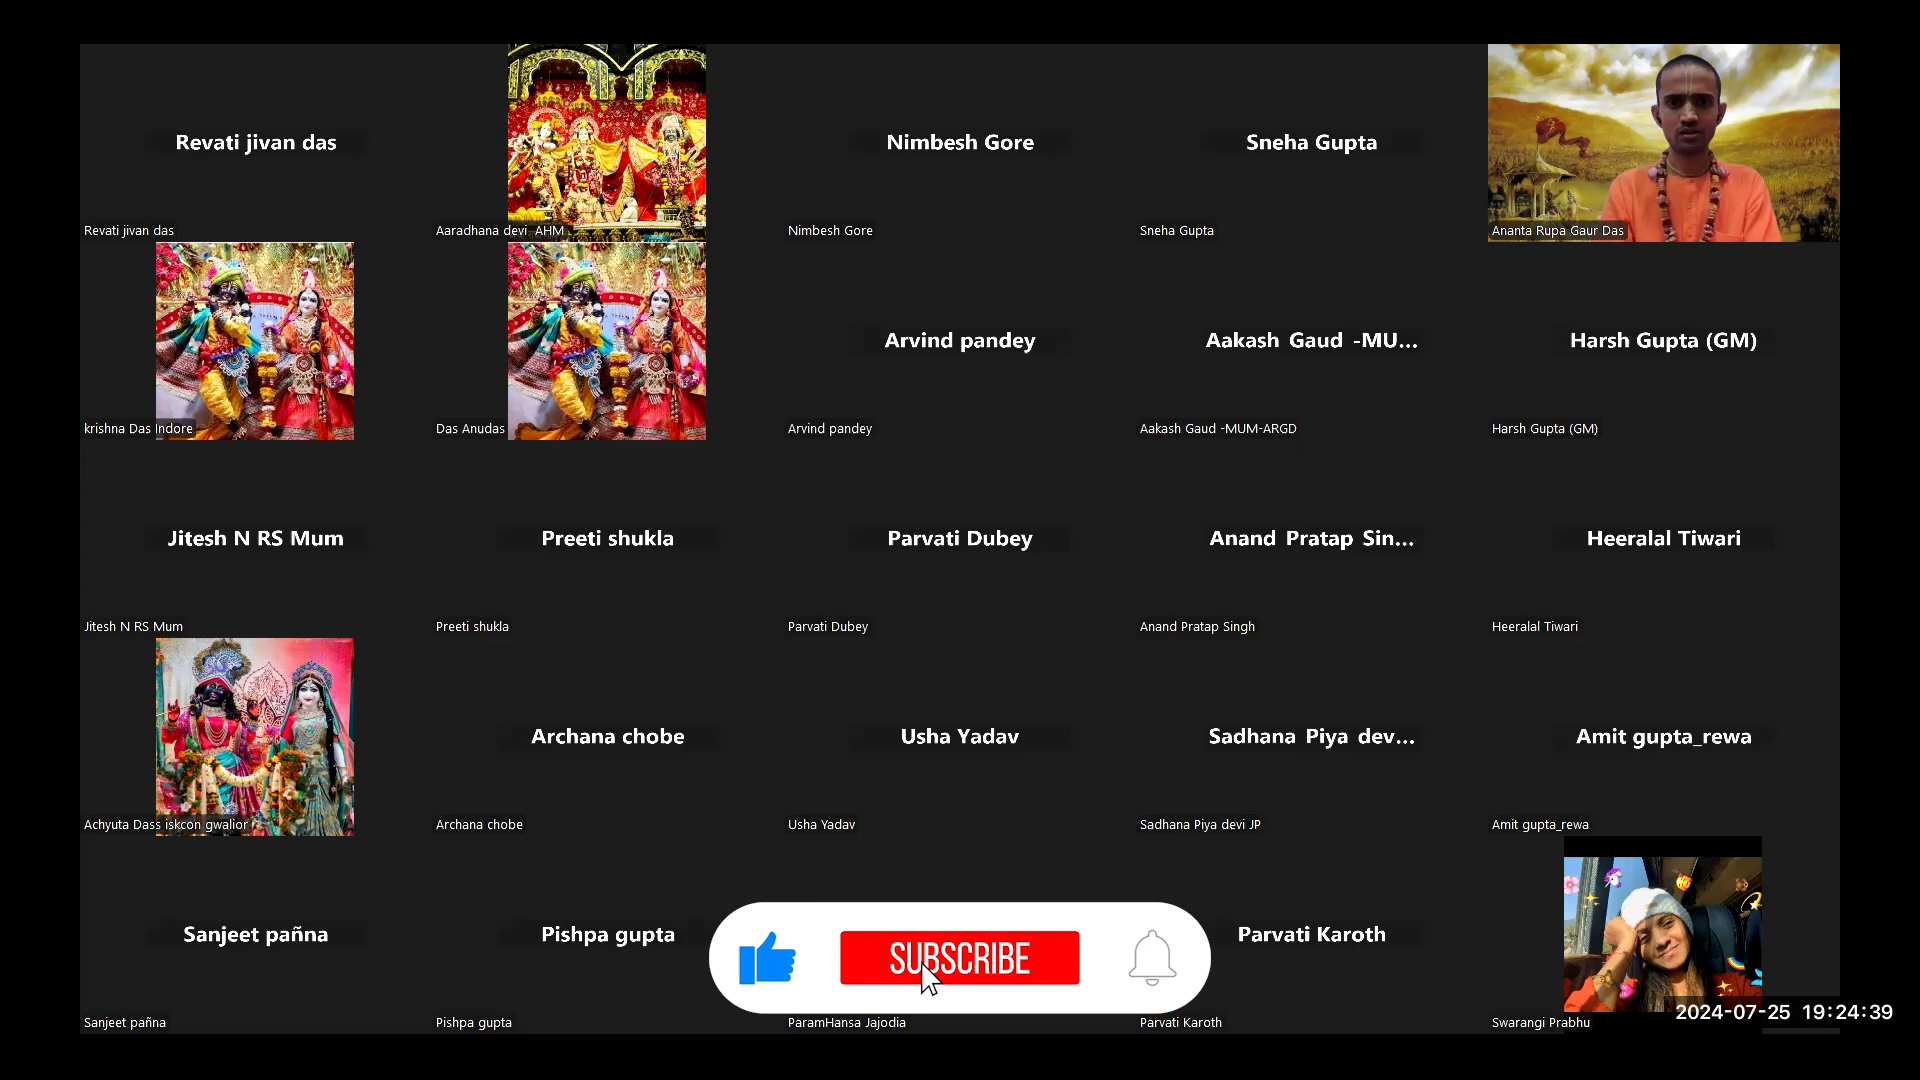 Revati jivan das
Revati jivan das
Aaradhana devi AHM
Nimbesh Gore
Nimbesh Gore
Sneha Gupta
Sneha Gupta
Ananta Rupa Gaur Das
krishna Das Indore
Das Anudas
Arvind pandey
Arvind pandey
Aakash Gaud -MU...
Aakash Gaud -MUM-ARGD
Harsh Gupta (GM)
Harsh Gupta (GM)
Jitesh N RS Mum
Jitesh N RS Mum
Preeti shukla
Preeti shukla
Parvati Dubey
Parvati Dubey
Anand Pratap Sin...
Anand Pratap Singh
Heeralal Tiwari
Heeralal Tiwari
Achyuta Dass iskcon gwalior
Archana chobe
Archana chobe
Usha Yadav
Usha Yadav
Sadhana Piya dev...
Sadhana Piya devi JP
Amit gupta_rewa
Amit gupta_rewa
Sanjeet pañna
Sanjeet pañna
Pishpa gupta
Pishpa gupta
SUBSCRIBE
ParamHansa Jajodia
Parvati Karoth
Parvati Karoth
Swarangi Prabhu
2024-07-25 19:24:39